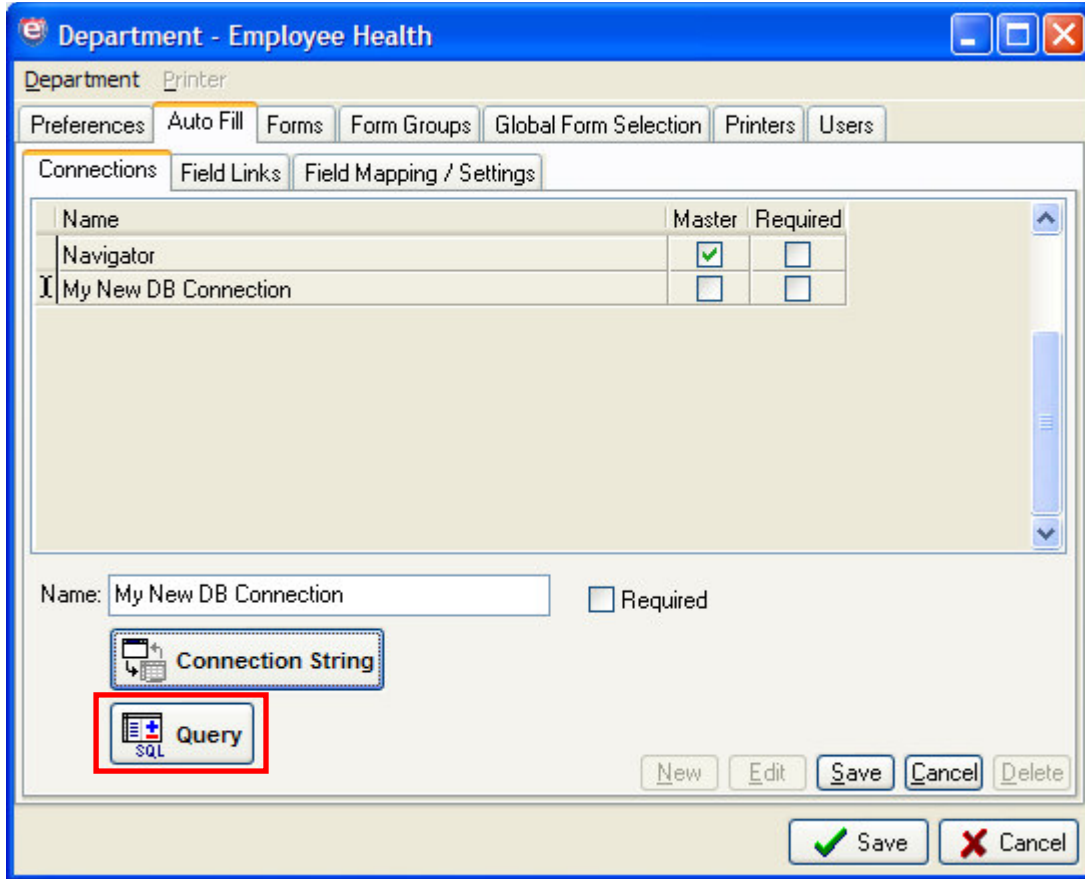 Department - Employee Health
Department Printer
Preferences Auto Fill Forms Form Groups Global Form Selection Printers Users
Connections Field Links Field Mapping / Settings
Name Master Required
Navigator
My New DB Connection
Name: My New DB Connection Required
Connection String
SQL Query
New Edit Save Cancel Delete
Save Cancel